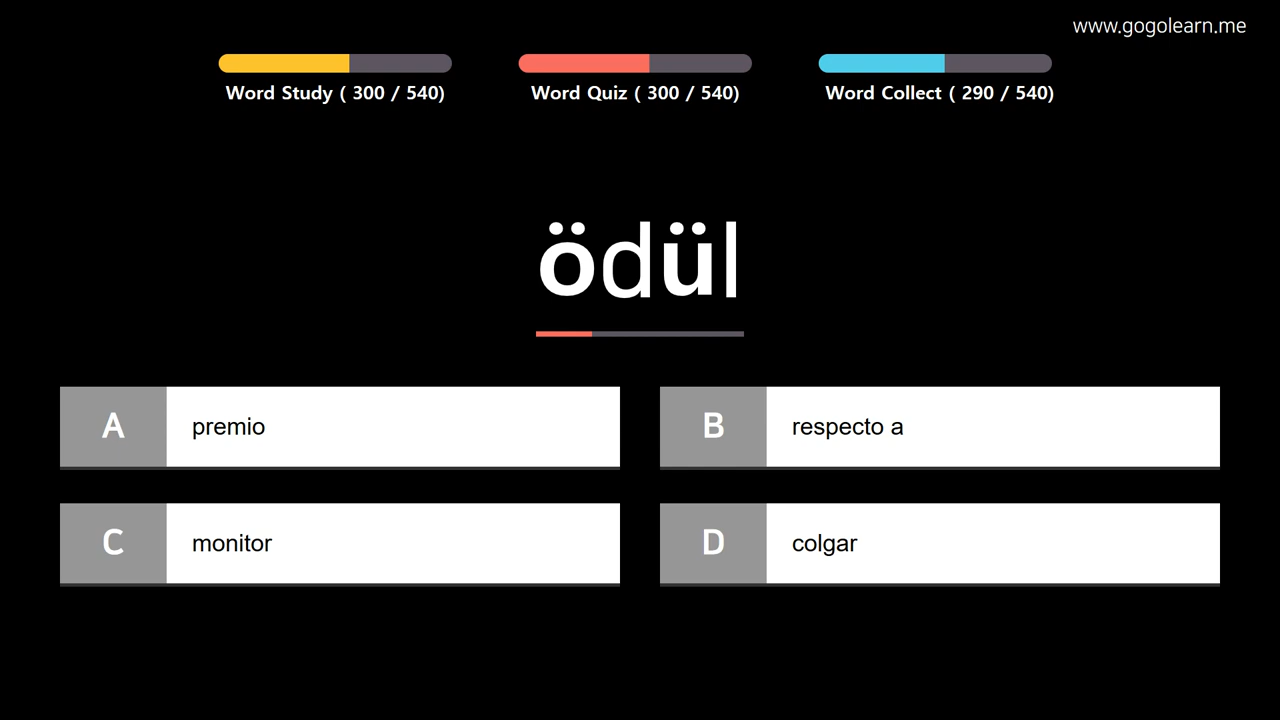 www.gogolearn.me
Word Study ( 300 / 540)
Word Quiz ( 300 / 540)
Word Collect ( 290 / 540)
ödül
A premio
B respecto a
C monitor
D colgar